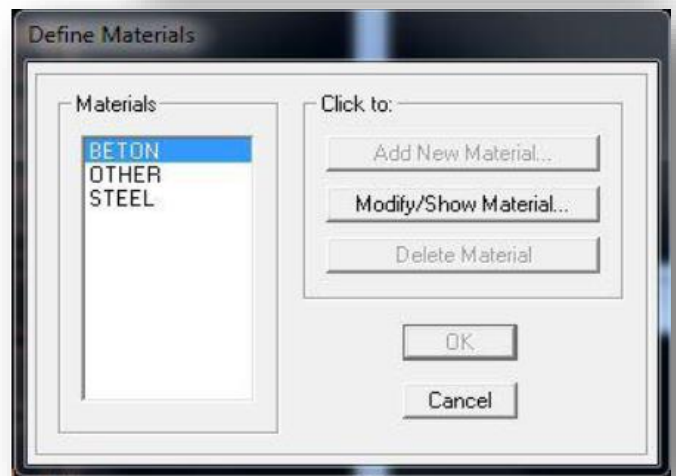 Define Materials
Materials
BETON
OTHER
STEEL
Click to:
Add New Material...
Modify/Show Material...
Delete Material
OK
Cancel